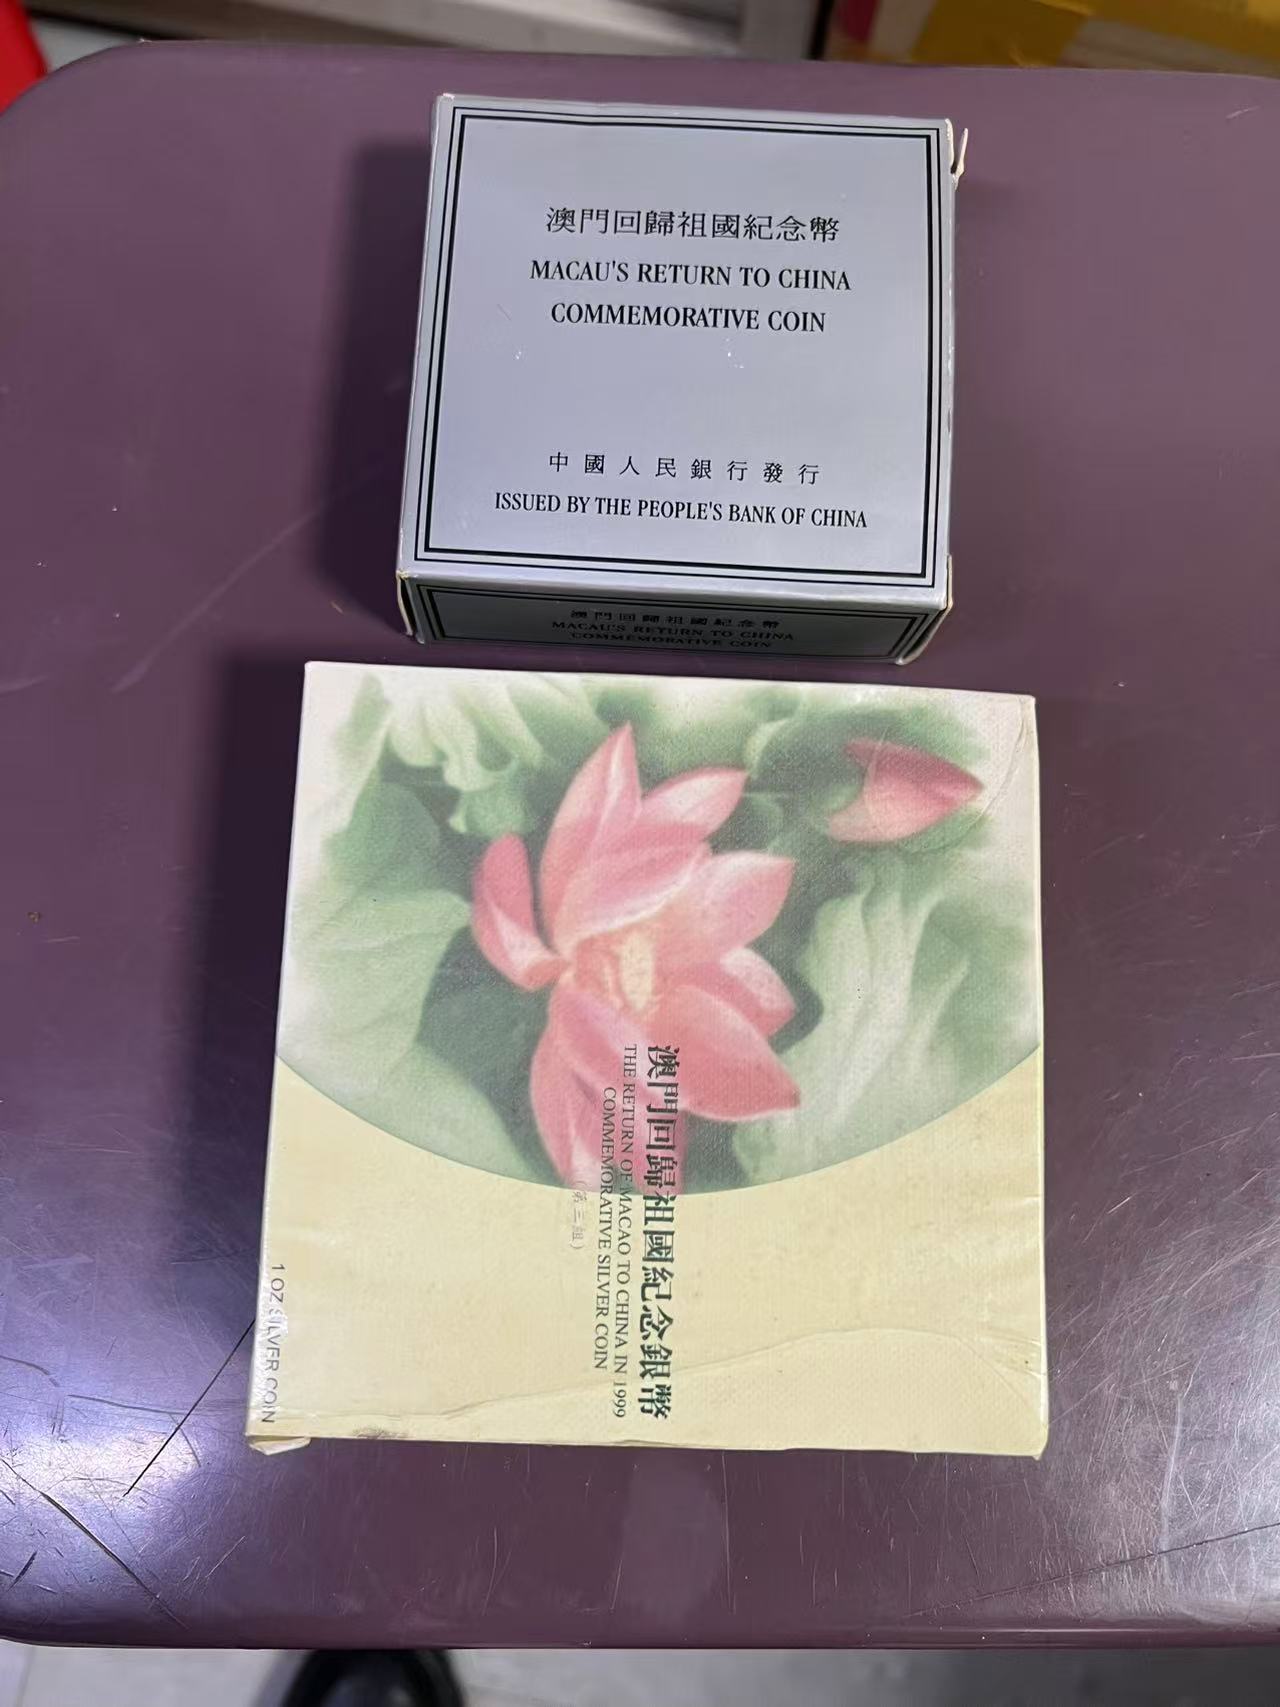 澳門回歸祖國紀念幣
MACAU'S RETURN TO CHINA
COMMEMORATIVE COIN
中國人民銀行發行
ISSUED BY THE PEOPLE'S BANK OF CHINA
澳門回歸祖國紀念幣
MACAU'S RETURN TO CHINA
COMMEMORATIVE COIN
澳門回歸祖國紀念銀幣
THE RETURN OF MACAO TO CHINA IN 1999
COMMEMORATIVE SILVER COIN
（第三組）
1 OZ SILVER COIN